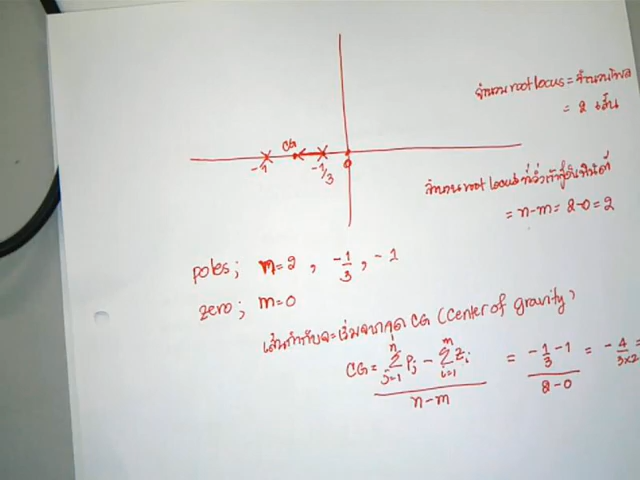 จำนวน root locus = จำนวนโพล
= 2 เส้น
CG
-1
-1/3
0
จำนวน root locus ที่วิ่งเข้าสู่อินฟินิตี้
= n-m = 2-0 = 2
poles; m=2 , -1/3 , -1
zero; m=0
เส้นกำกับจะเริ่มจากจุด CG (center of gravity)
CG = (∑_{j=1}^{n} P_j - ∑_{i=1}^{m} Z_i) / (n-m) = (-1/3 -1) / (2-0) = -4/(3×2) =